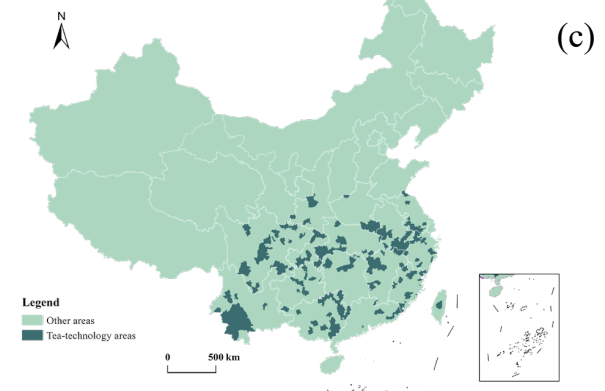 N
(c)
Legend
Other areas
Tea-technology areas
0 500 km